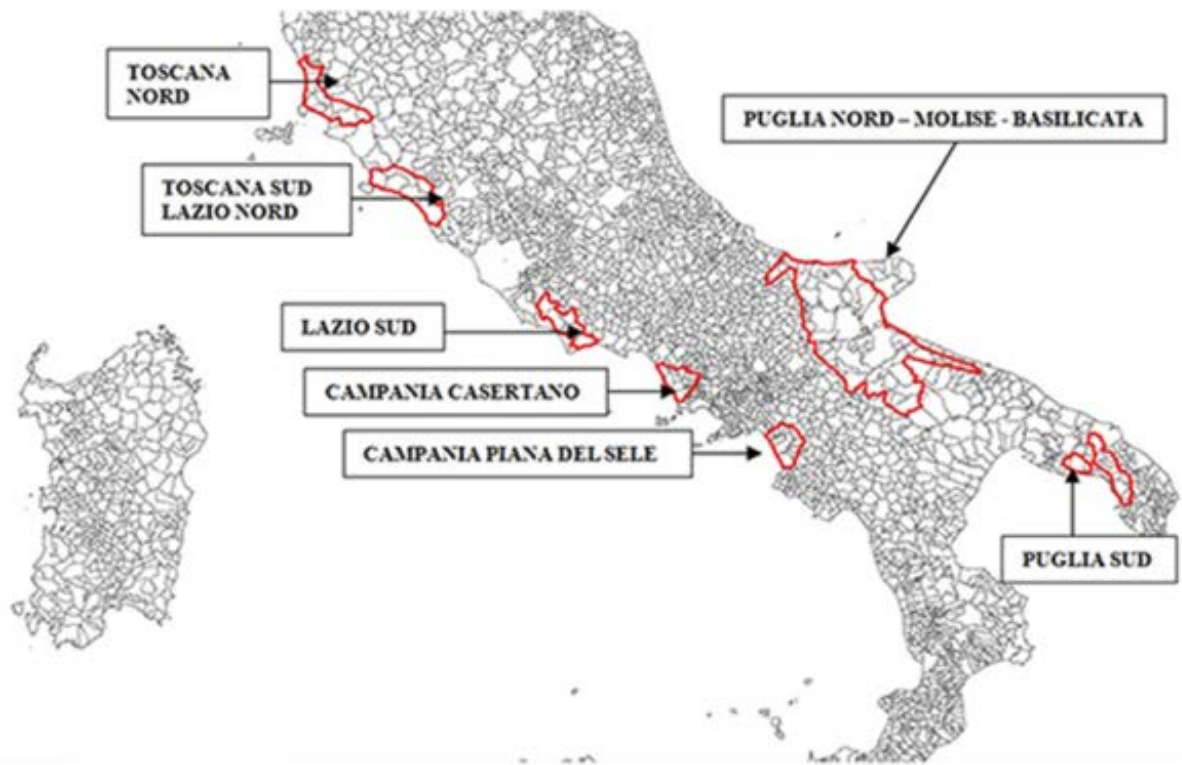 TOSCANA
NORD
PUGLIA NORD – MOLISE - BASILICATA
TOSCANA SUD
LAZIO NORD
LAZIO SUD
CAMPANIA CASERTANO
CAMPANIA PIANA DEL SELE
PUGLIA SUD